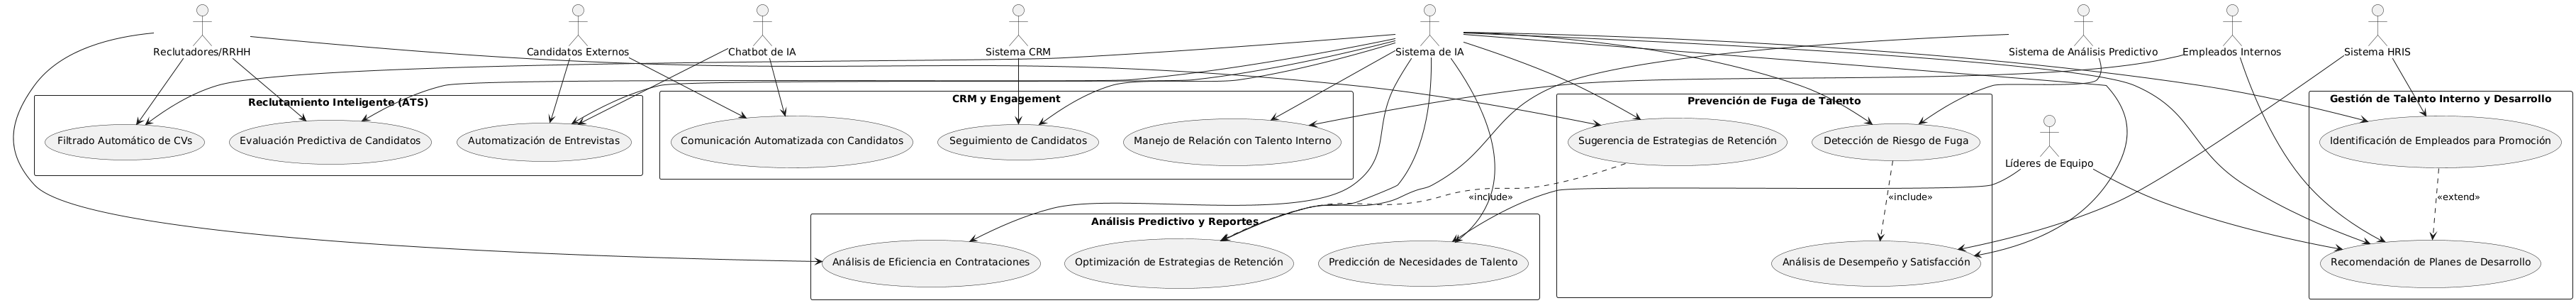 Reclutadores/RRHH
Candidatos Externos
Chatbot de IA
Sistema CRM
Sistema de IA
Sistema de Análisis Predictivo
Empleados Internos
Sistema HRIS
Reclutamiento Inteligente (ATS)
Filtrado Automático de CVs
Evaluación Predictiva de Candidatos
Automatización de Entrevistas
CRM y Engagement
Comunicación Automatizada con Candidatos
Seguimiento de Candidatos
Manejo de Relación con Talento Interno
Prevención de Fuga de Talento
Sugerencia de Estrategias de Retención
Detección de Riesgo de Fuga
Líderes de Equipo
Gestión de Talento Interno y Desarrollo
Identificación de Empleados para Promoción
«include»
«include»
«extend»
Análisis Predictivo y Reportes
Análisis de Eficiencia en Contrataciones
Optimización de Estrategias de Retención
Predicción de Necesidades de Talento
Análisis de Desempeño y Satisfacción
Recomendación de Planes de Desarrollo